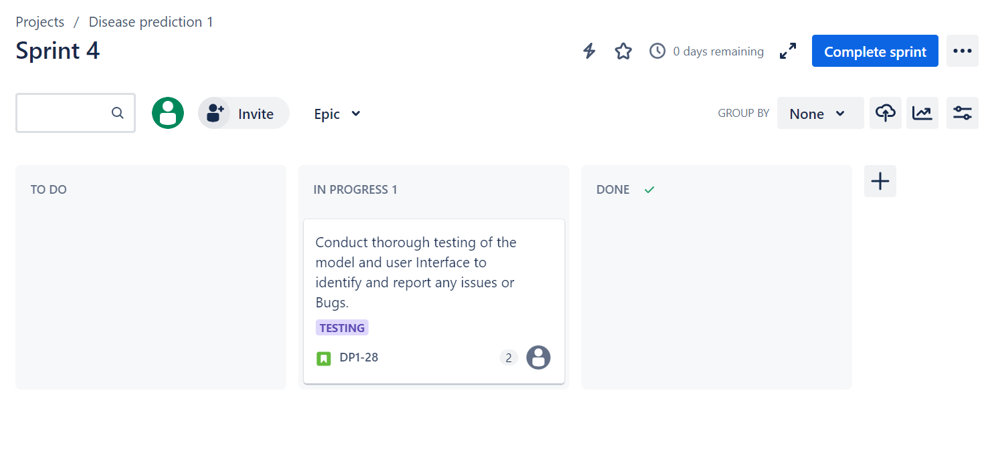 Projects / Disease prediction 1
Sprint 4
0 days remaining
Complete sprint
Invite
Epic
GROUP BY
None
TO DO
IN PROGRESS 1
DONE
Conduct thorough testing of the
model and user Interface to
identify and report any issues or
Bugs.
TESTING
DP1-28
2